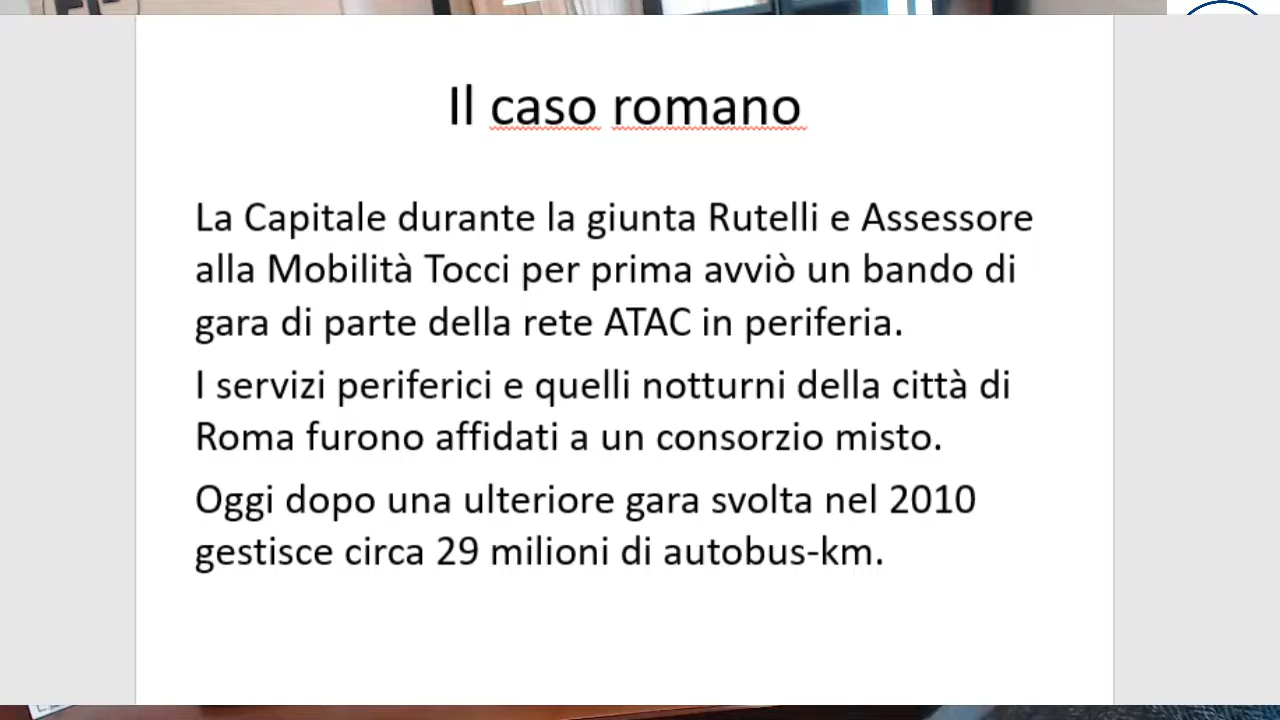 Il caso romano
La Capitale durante la giunta Rutelli e Assessore
alla Mobilità Tocci per prima avviò un bando di
gara di parte della rete ATAC in periferia.
I servizi periferici e quelli notturni della città di
Roma furono affidati a un consorzio misto.
Oggi dopo una ulteriore gara svolta nel 2010
gestisce circa 29 milioni di autobus-km.